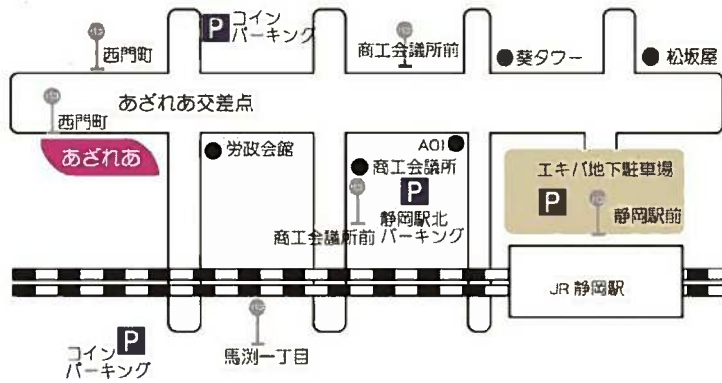 P コイン
パーキング
西門町
商工会議所前
葵タワー
松坂屋
あざれあ交差点
西門町
あざれあ
労政会館
AOI
商工会議所
エキパ地下駐車場
P
P
静岡駅北
パーキング
商工会議所前
静岡駅前
JR 静岡駅
馬渕一丁目
コイン P
パーキング